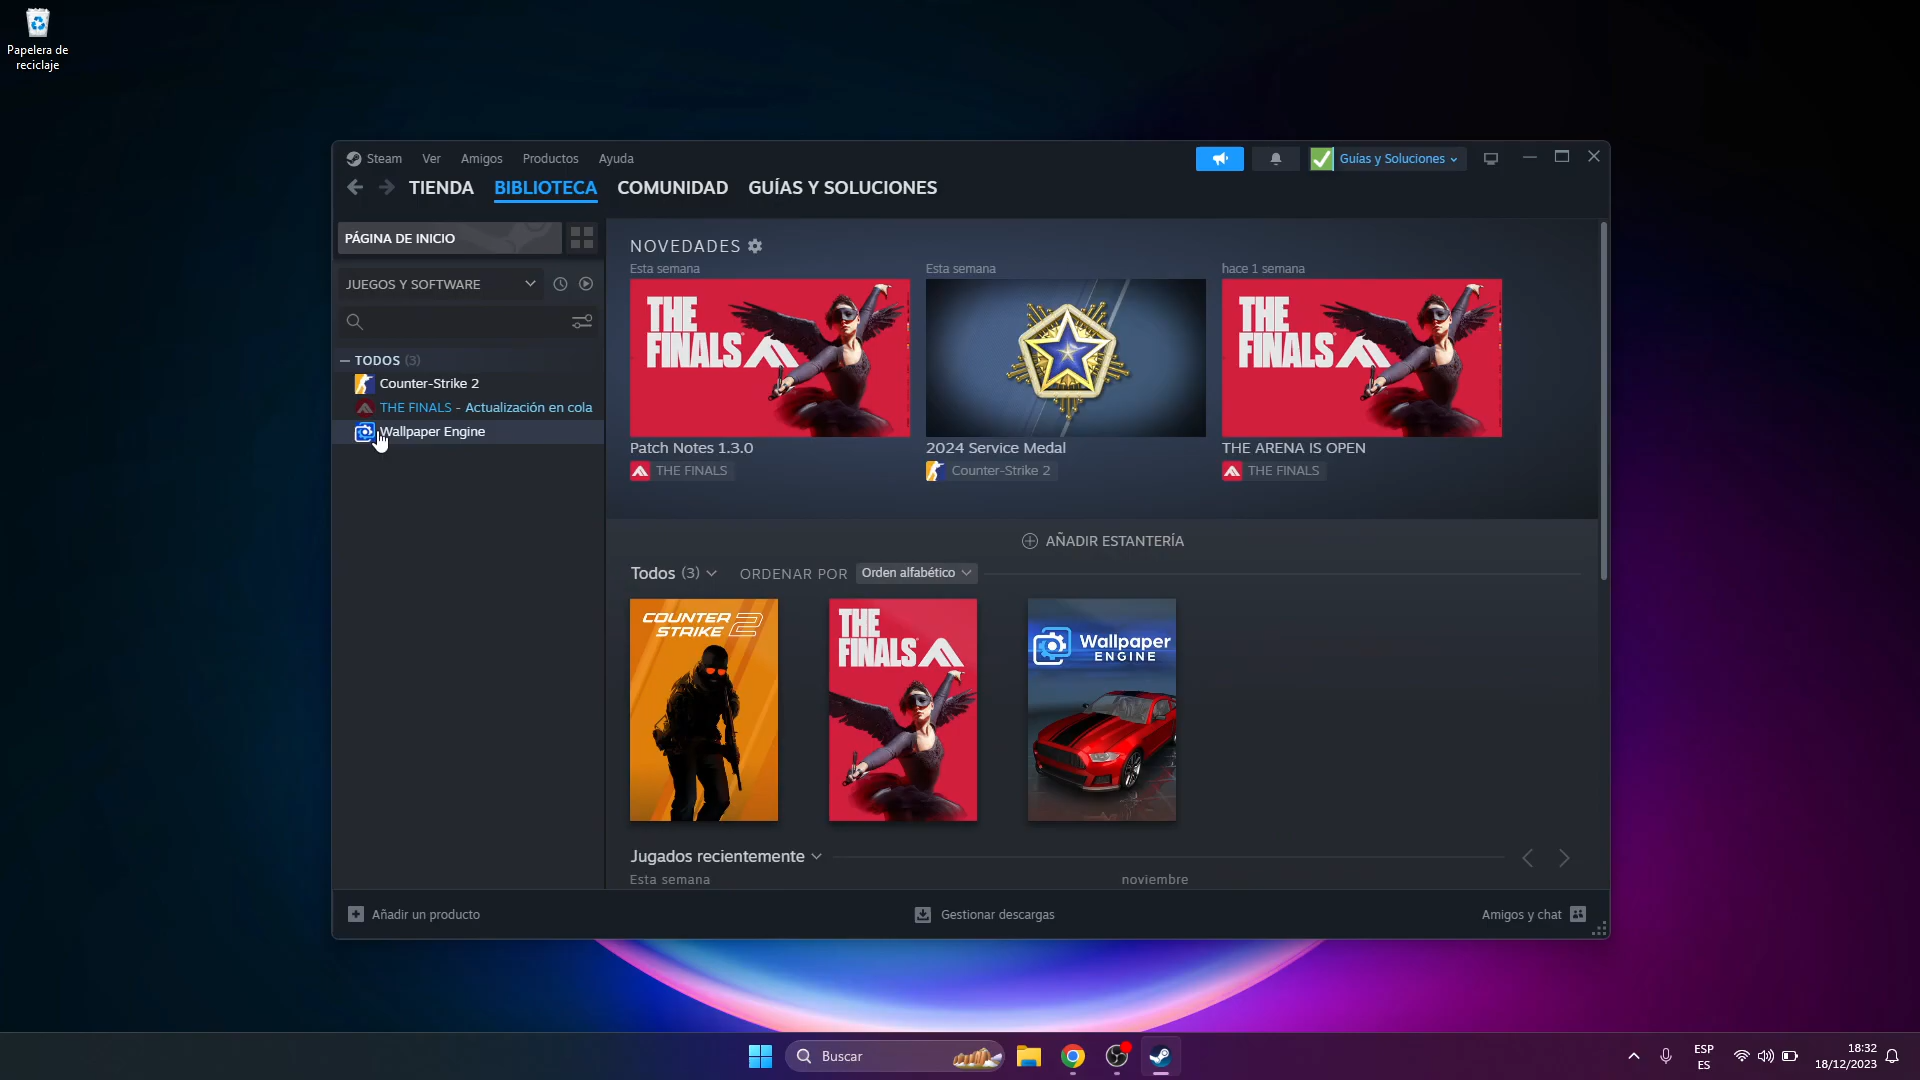 Papelera de
reciclaje
Steam Ver Amigos Productos Ayuda
Guías y Soluciones
TIENDA BIBLIOTECA COMUNIDAD GUÍAS Y SOLUCIONES
PÁGINA DE INICIO
JUEGOS Y SOFTWARE
TODOS (3)
Counter-Strike 2
THE FINALS - Actualización en cola
Wallpaper Engine
NOVEDADES
Esta semana
THE
FINALS
Patch Notes 1.3.0
THE FINALS
Esta semana
2024 Service Medal
Counter-Strike 2
hace 1 semana
THE
FINALS
THE ARENA IS OPEN
THE FINALS
AÑADIR ESTANTERÍA
Todos (3) ORDENAR POR Orden alfabético
COUNTER
STRIKE 2
THE
FINALS
Wallpaper
ENGINE
Jugados recientemente
Esta semana noviembre
Añadir un producto Gestionar descargas Amigos y chat
Buscar
ESP
ES
18:32
18/12/2023